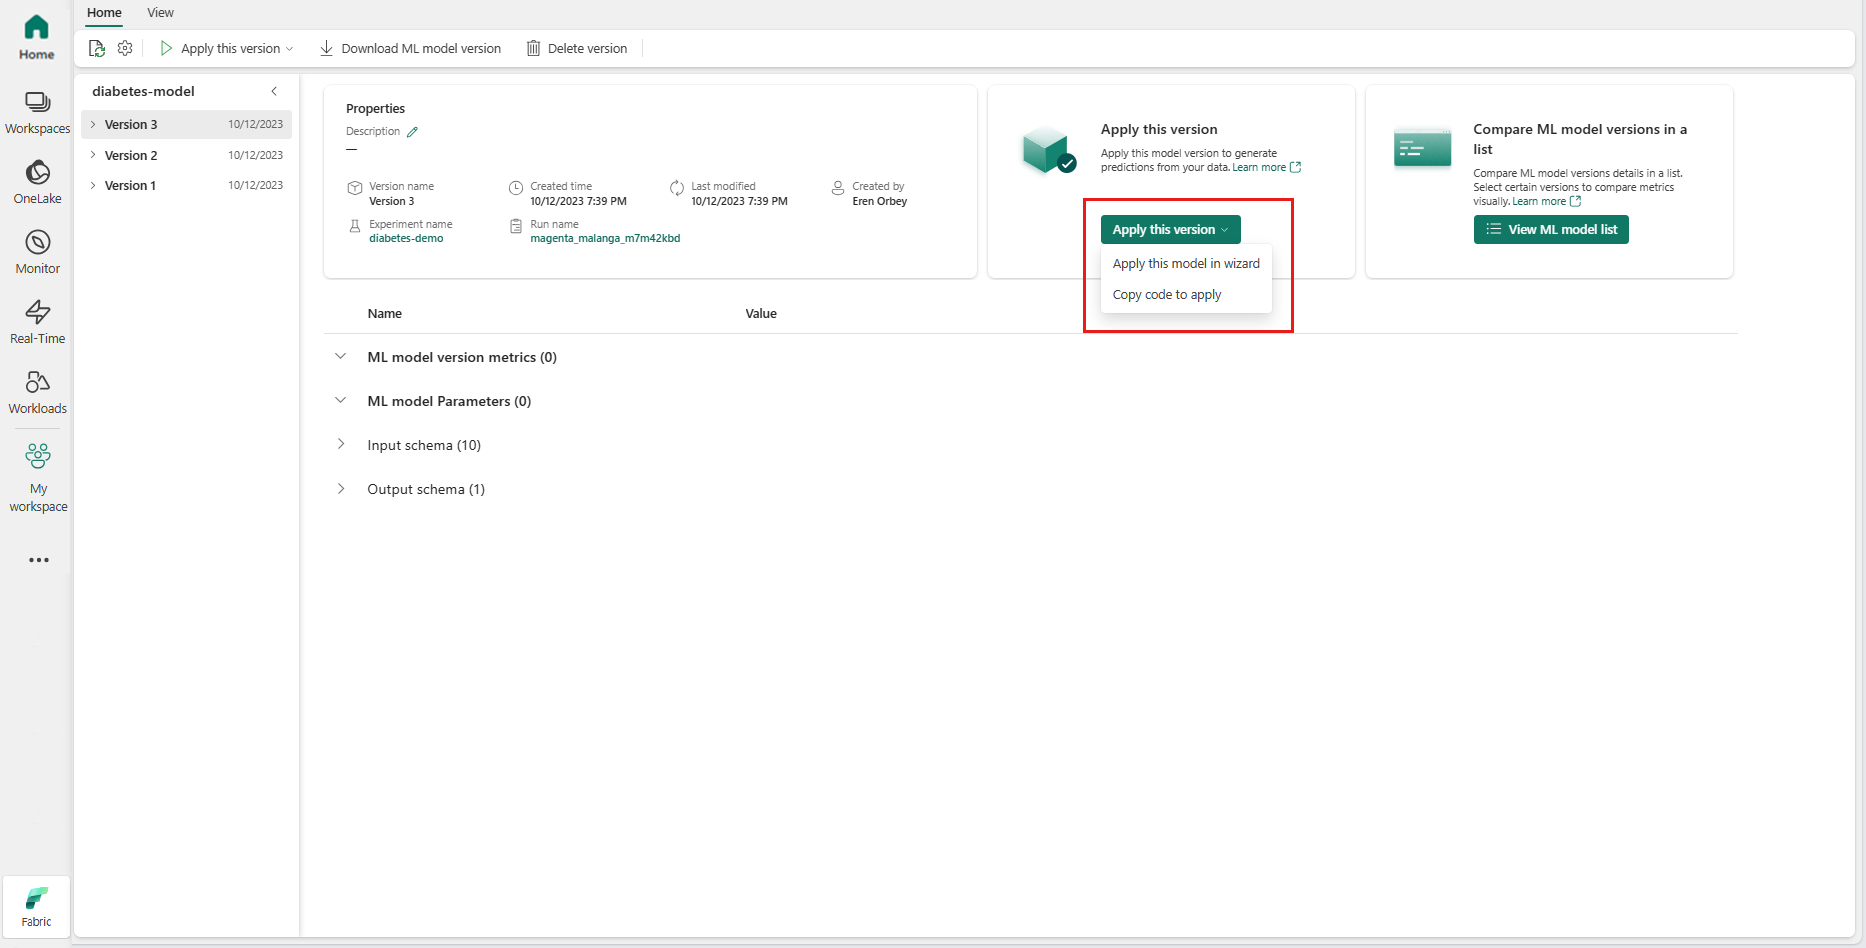 Home
View
Apply this version
Download ML model version
Delete version
Home
Workspaces
OneLake
Monitor
Real-Time
Workloads
My
workspace
Fabric
diabetes-model
Version 3 10/12/2023
Version 2 10/12/2023
Version 1 10/12/2023
Properties
Description
—
Version name
Version 3
Created time
10/12/2023 7:39 PM
Last modified
10/12/2023 7:39 PM
Created by
Eren Orbey
Experiment name
diabetes-demo
Run name
magenta_malanga_m7m42kbd
Apply this version
Apply this model version to generate
predictions from your data. Learn more
Apply this version
Apply this model in wizard
Copy code to apply
Compare ML model versions in a
list
Compare ML model versions details in a list.
Select certain versions to compare metrics
visually. Learn more
View ML model list
Name Value
ML model version metrics (0)
ML model Parameters (0)
Input schema (10)
Output schema (1)